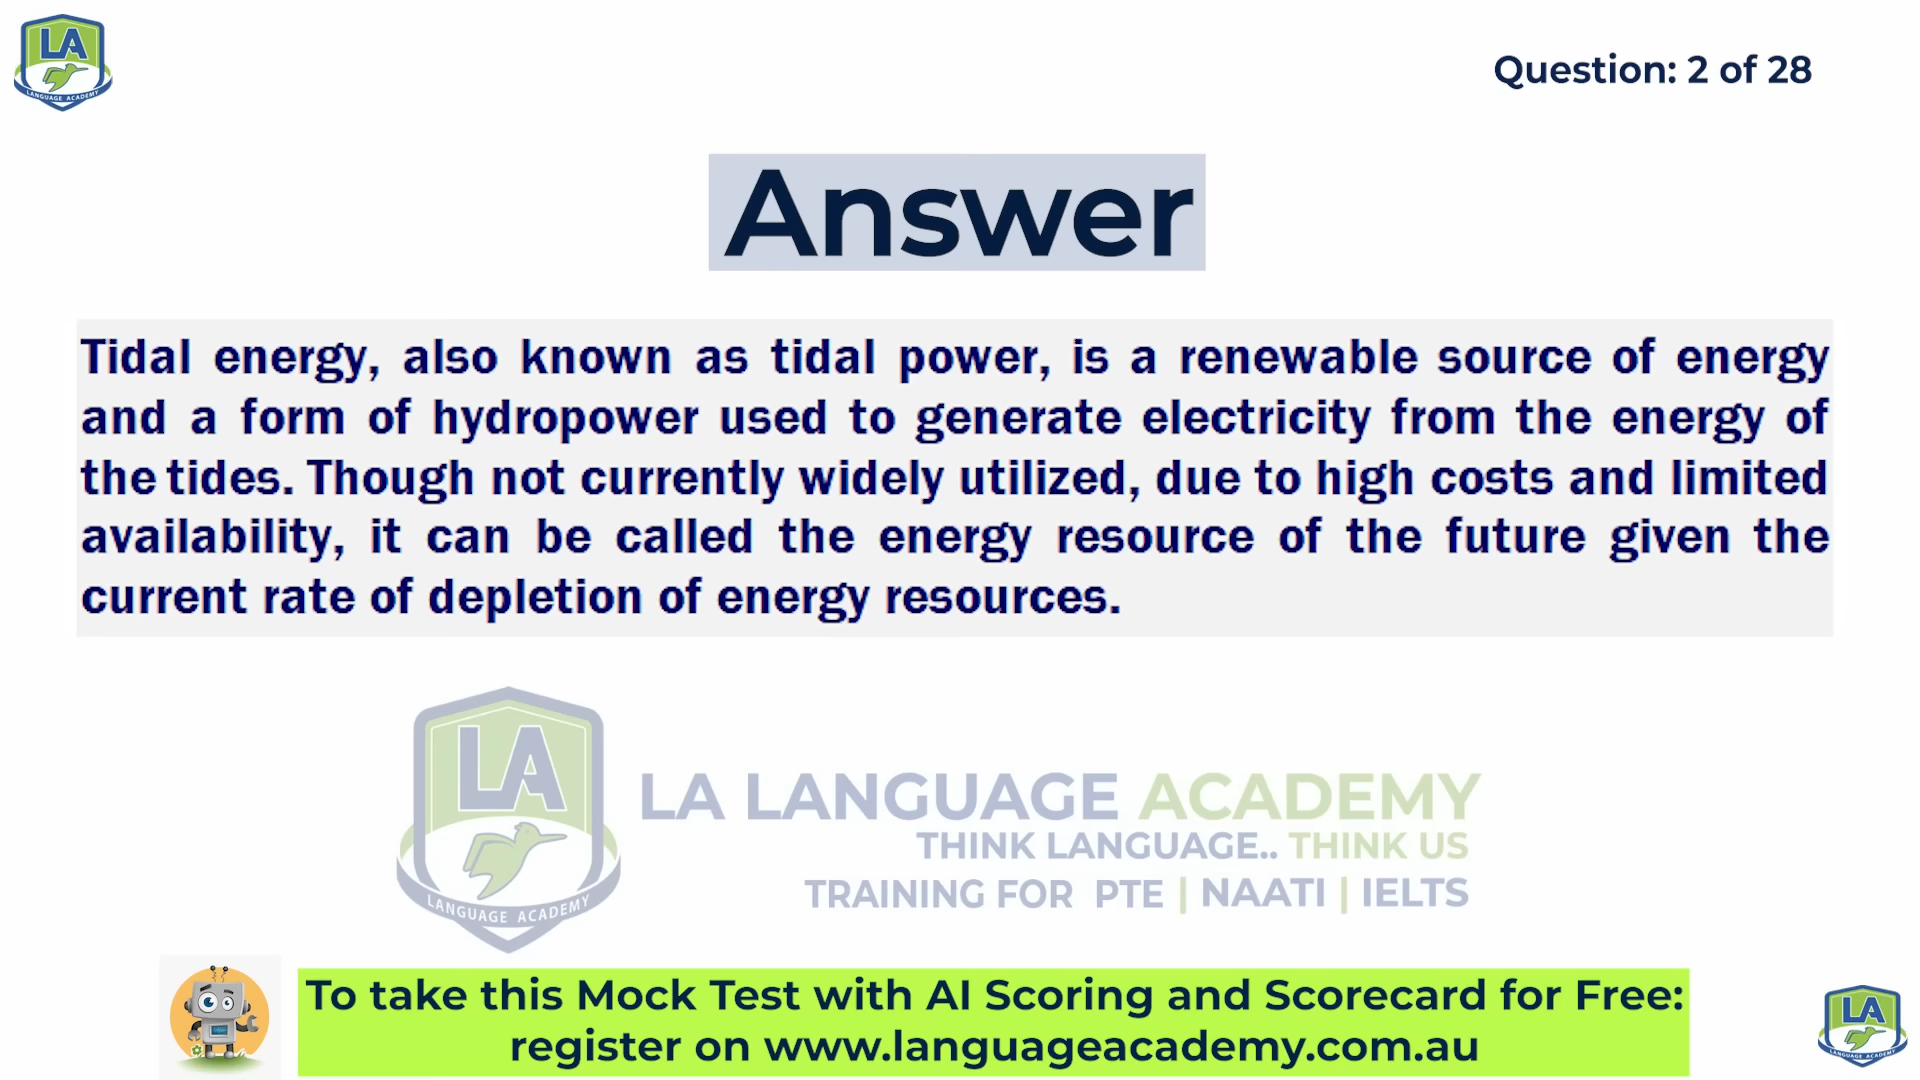 LA
LANGUAGE ACADEMY
Question: 2 of 28
Answer
Tidal energy, also known as tidal power, is a renewable source of energy
and a form of hydropower used to generate electricity from the energy of
the tides. Though not currently widely utilized, due to high costs and limited
availability, it can be called the energy resource of the future given the
current rate of depletion of energy resources.
LA
LANGUAGE ACADEMY
LA LANGUAGE ACADEMY
THINK LANGUAGE.. THINK US
TRAINING FOR PTE | NAATI | IELTS
To take this Mock Test with AI Scoring and Scorecard for Free:
register on www.languageacademy.com.au
LA
LANGUAGE ACADEMY